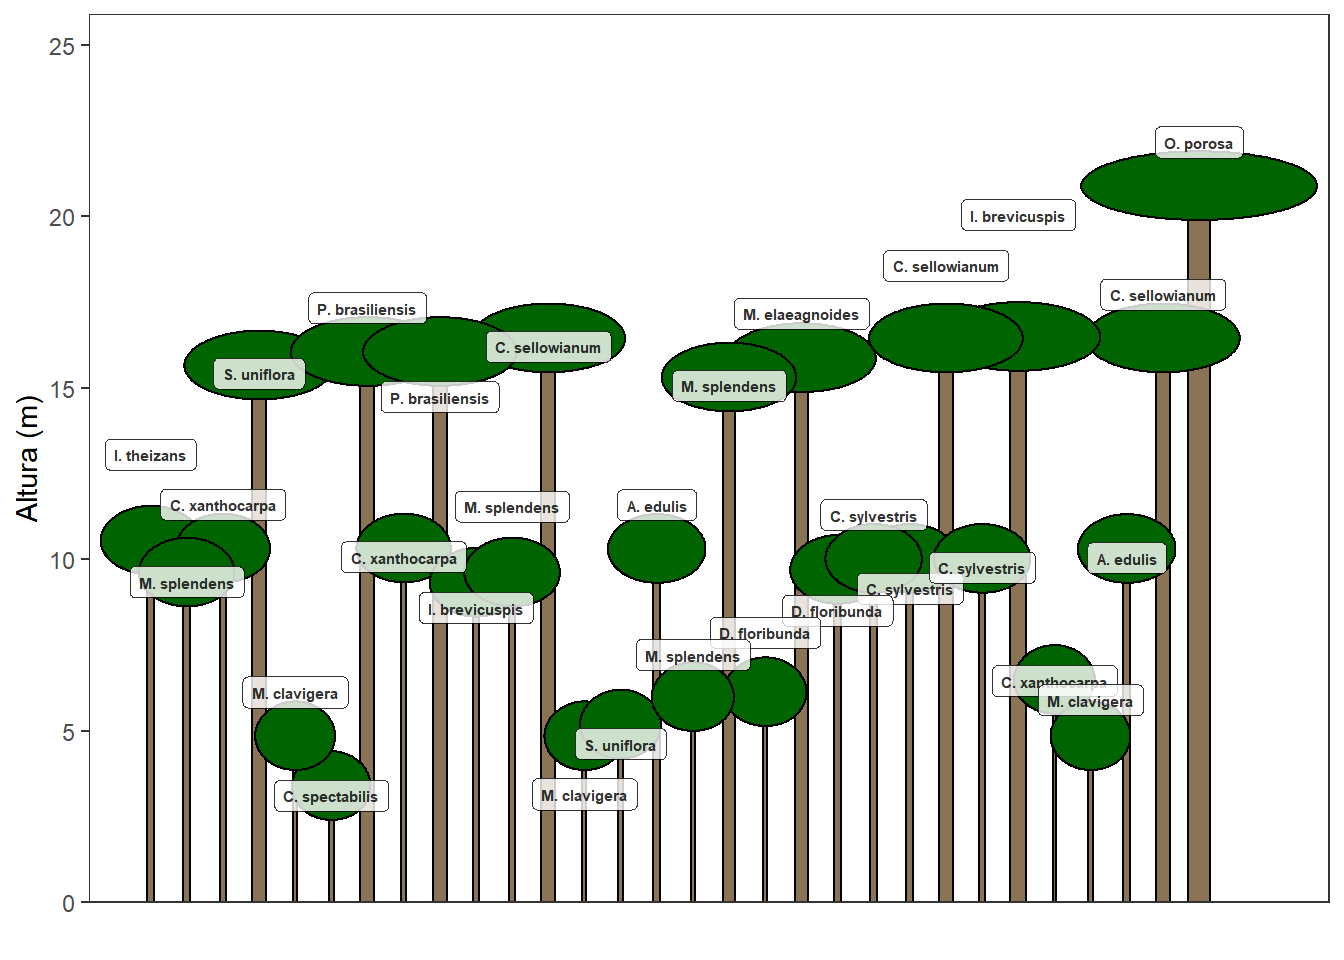 25
20
15
10
5
0
Altura (m)
O. porosa
I. brevicuspis
C. sellowianum
C. sellowianum
P. brasiliensis
M. elaeagnoides
C. sellowianum
S. uniflora
M. splendens
P. brasiliensis
I. theizans
C. xanthocarpa
M. splendens
A. edulis
C. sylvestris
C. xanthocarpa
A. edulis
C. sylvestris
M. splendens
C. sylvestris
I. brevicuspis
D. floribunda
D. floribunda
M. splendens
C. xanthocarpa
M. clavigera
M. clavigera
S. uniflora
C. spectabilis
M. clavigera